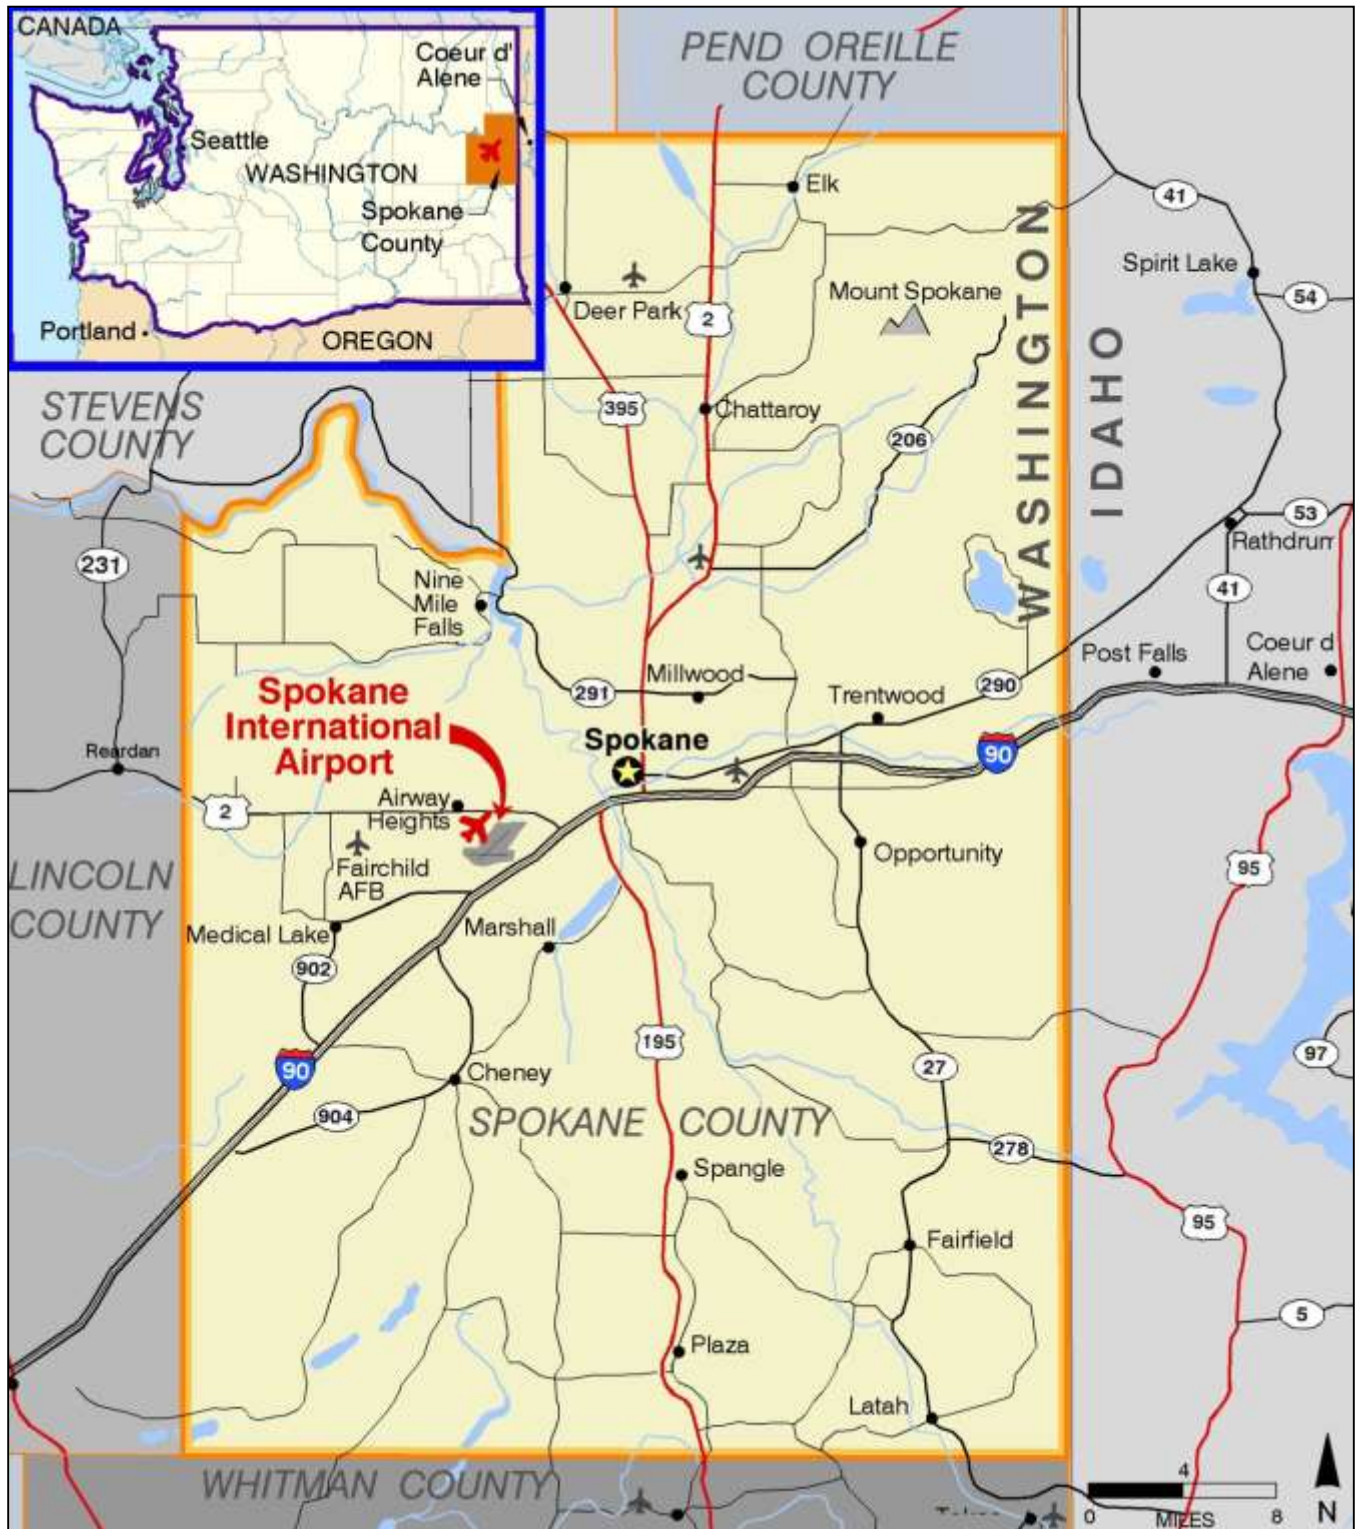 CANADA
Coeur d'
Alene
Seattle
WASHINGTON
Spokane
County
Portland
OREGON
PEND OREILLE
COUNTY
Elk
41
Spirit Lake
54
Deer Park
2
Mount Spokane
WASHINGTON
IDAHO
STEVENS
COUNTY
395
Chattaroy
206
53
Rathdrum
231
Nine
Mile
Falls
41
Coeur d
Alene
Post Falls
Millwood
291
290
Trentwood
Spokane
International
Airport
Spokane
90
Reardan
2
Airway
Heights
Fairchild
AFB
Opportunity
95
LINCOLN
COUNTY
Medical Lake
Marshall
902
195
97
90
Cheney
27
904
SPOKANE COUNTY
278
Spangle
95
Fairfield
5
Plaza
Latah
WHITMAN COUNTY
4
0
MILES
8
N